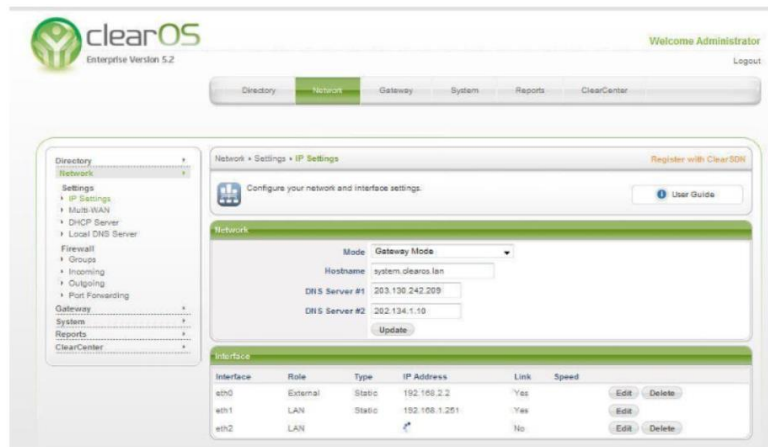 clearOS
Enterprise Version 5.2
Welcome Administrator
Logout
Directory Network Gateway System Reports ClearCenter
Directory
Network
Settings
IP Settings
Multi-WAN
DHCP Server
Local DNS Server
Firewall
Groups
Incoming
Outgoing
Port Forwarding
Gateway
System
Reports
ClearCenter
Network ▸ Settings ▸ IP Settings Register with ClearSDN
Configure your network and interface settings. User Guide
Network
Mode Gateway Mode
Hostname system.clearos.lan
DNS Server #1 203.130.242.209
DNS Server #2 202.134.1.10
Update
Interface
Interface Role Type IP Address Link Speed
eth0 External Static 192.168.2.2 Yes Edit Delete
eth1 LAN Static 192.168.1.251 Yes Edit
eth2 LAN No Edit Delete